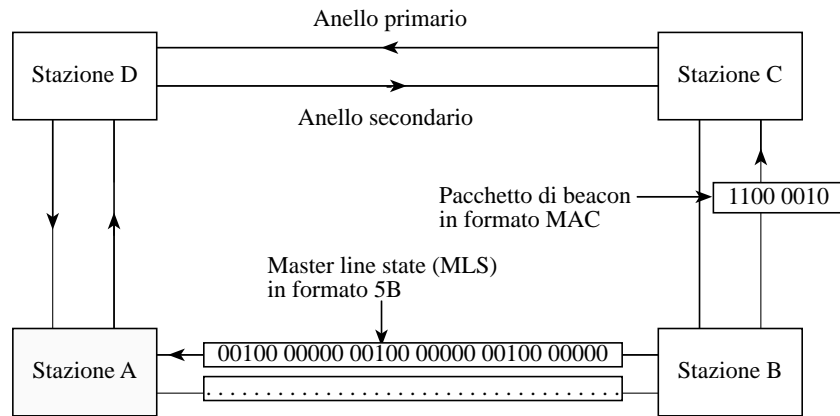 Anello primario
Stazione D
Stazione C
Anello secondario
Pacchetto di beacon
in formato MAC
1100 0010
Master line state (MLS)
in formato 5B
00100 00000 00100 00000 00100 00000
Stazione A
Stazione B
. . . . . . . . . . . . . . . . . . . . . . . . . . . . . . . . . . .